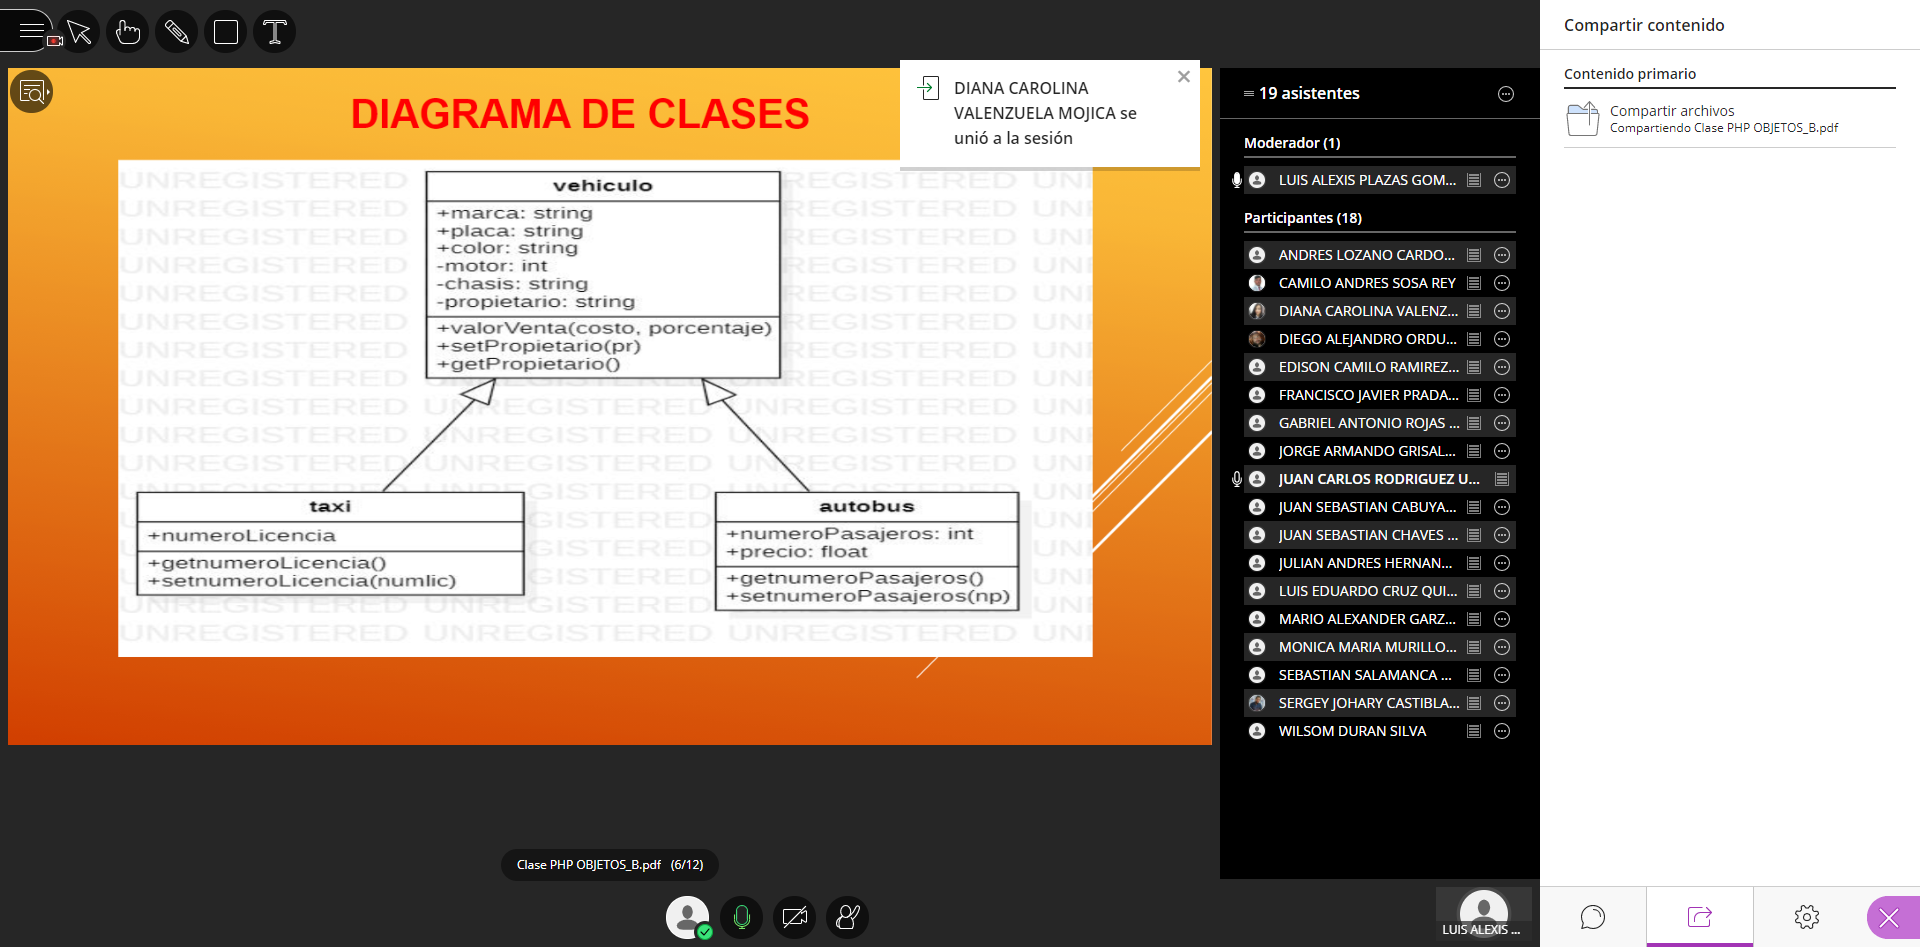 DIAGRAMA DE CLASES
UNREGISTERED
vehiculo
+marca: string
+placa: string
+color: string
-motor: int
-chasis: string
-propietario: string
+valorVenta(costo, porcentaje)
+setPropietario(pr)
+getPropietario()
taxi
+numeroLicencia
+getnumeroLicencia()
+setnumeroLicencia(numlic)
autobus
+numeroPasajeros: int
+precio: float
+getnumeroPasajeros()
+setnumeroPasajeros(np)
DIANA CAROLINA
VALENZUELA MOJICA se
unió a la sesión
Clase PHP OBJETOS_B.pdf (6/12)
19 asistentes
Moderador (1)
LUIS ALEXIS PLAZAS GOM...
Participantes (18)
ANDRES LOZANO CARDO...
CAMILO ANDRES SOSA REY
DIANA CAROLINA VALENZ...
DIEGO ALEJANDRO ORDU...
EDISON CAMILO RAMIREZ...
FRANCISCO JAVIER PRADA...
GABRIEL ANTONIO ROJAS ...
JORGE ARMANDO GRISAL...
JUAN CARLOS RODRIGUEZ U...
JUAN SEBASTIAN CABUYA...
JUAN SEBASTIAN CHAVES ...
JULIAN ANDRES HERNAN...
LUIS EDUARDO CRUZ QUI...
MARIO ALEXANDER GARZ...
MONICA MARIA MURILLO...
SEBASTIAN SALAMANCA ...
SERGEY JOHARY CASTIBLA...
WILSOM DURAN SILVA
LUIS ALEXIS ...
Compartir contenido
Contenido primario
Compartir archivos
Compartiendo Clase PHP OBJETOS_B.pdf